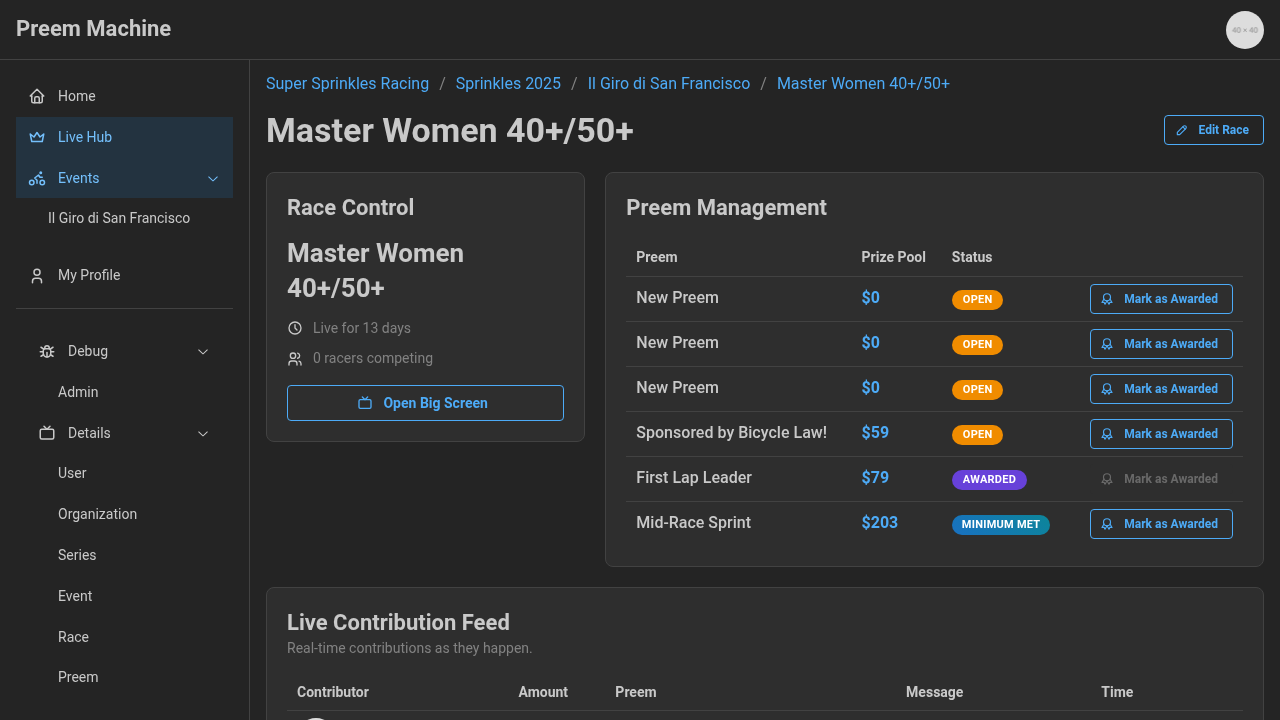 Preem Machine
40 × 40
Home
Live Hub
Events
Il Giro di San Francisco
My Profile
Debug
Admin
Details
User
Organization
Series
Event
Race
Preem
Super Sprinkles Racing / Sprinkles 2025 / Il Giro di San Francisco / Master Women 40+/50+
Master Women 40+/50+
Edit Race
Race Control
Master Women
40+/50+
Live for 13 days
0 racers competing
Open Big Screen
Preem Management
Preem Prize Pool Status
New Preem $0 OPEN Mark as Awarded
New Preem $0 OPEN Mark as Awarded
New Preem $0 OPEN Mark as Awarded
Sponsored by Bicycle Law! $59 OPEN Mark as Awarded
First Lap Leader $79 AWARDED Mark as Awarded
Mid-Race Sprint $203 MINIMUM MET Mark as Awarded
Live Contribution Feed
Real-time contributions as they happen.
Contributor Amount Preem Message Time